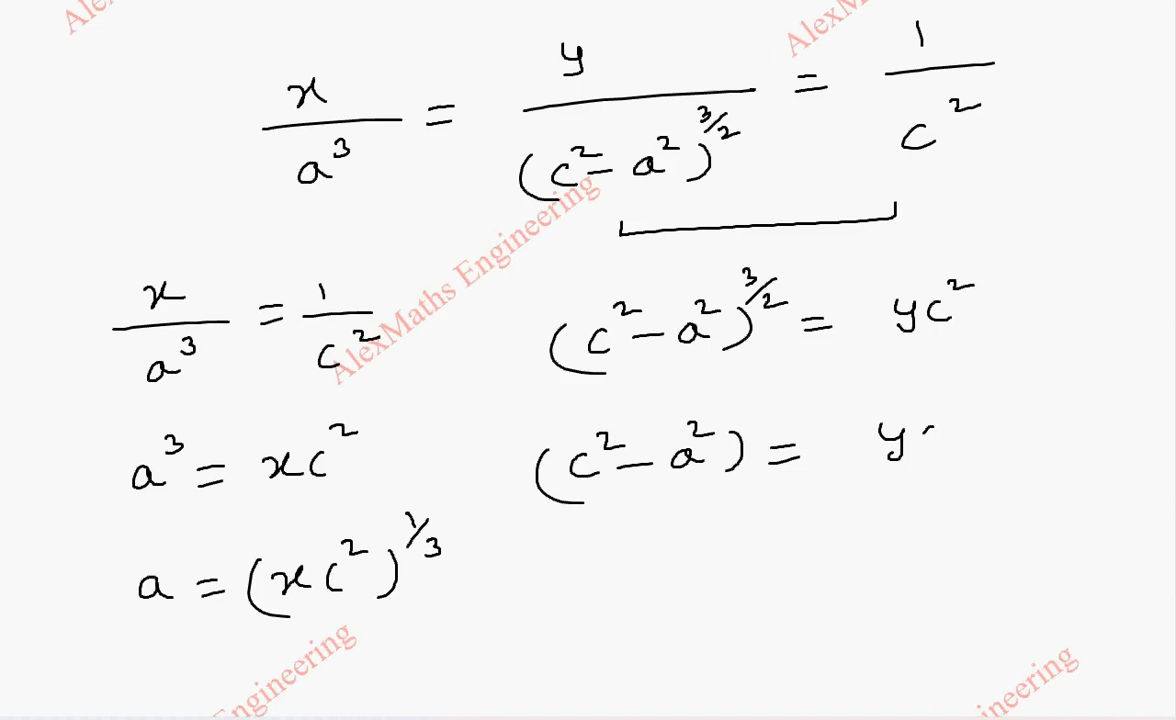 x/a³ = y/(c² − a²)^3/2 = 1/c²
x/a³ = 1/c²
(c² − a²)^3/2 = yc²
a³ = xc²
(c² − a²) = y
a = (xc²)^1/3
AlexMaths Engineering
Engineering